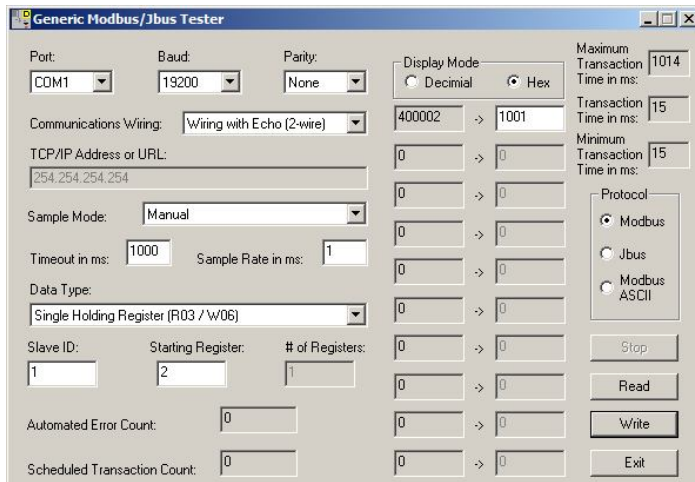 Generic Modbus/Jbus Tester
Port:
COM1
Baud:
19200
Parity:
None
Communications Wiring:
Wiring with Echo (2-wire)
TCP/IP Address or URL:
254.254.254.254
Sample Mode:
Manual
Timeout in ms:
1000
Sample Rate in ms:
1
Data Type:
Single Holding Register (R03 / W06)
Slave ID:
1
Starting Register:
2
# of Registers:
1
Automated Error Count:
0
Scheduled Transaction Count:
0
Display Mode
Decimial
Hex
400002 -> 1001
0 -> 0
0 -> 0
0 -> 0
0 -> 0
0 -> 0
0 -> 0
0 -> 0
0 -> 0
0 -> 0
Maximum
Transaction
Time in ms:
1014
Transaction
Time in ms:
15
Minimum
Transaction
Time in ms:
15
Protocol
Modbus
Jbus
Modbus
ASCII
Stop
Read
Write
Exit